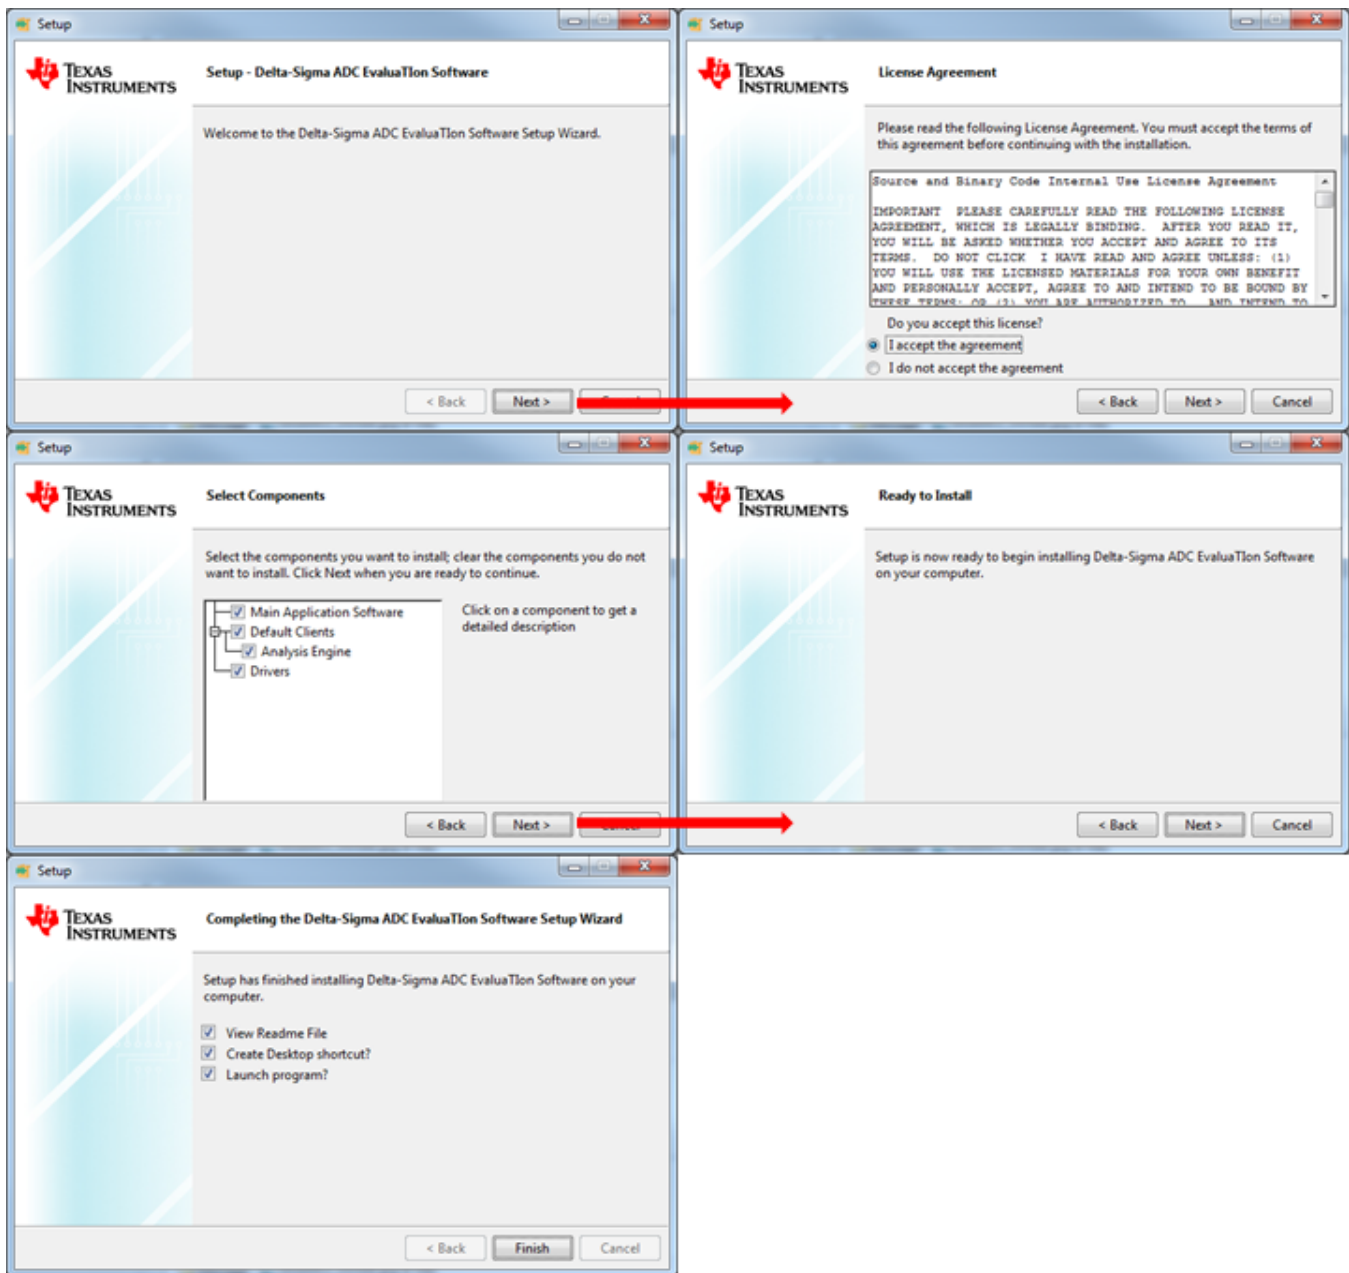 Setup
TEXAS
INSTRUMENTS
Setup - Delta-Sigma ADC EvaluaTIon Software
Welcome to the Delta-Sigma ADC EvaluaTIon Software Setup Wizard.
< Back
Next >
Setup
TEXAS
INSTRUMENTS
License Agreement
Please read the following License Agreement. You must accept the terms of
this agreement before continuing with the installation.
Source and Binary Code Internal Use License Agreement
IMPORTANT PLEASE CAREFULLY READ THE FOLLOWING LICENSE
AGREEMENT, WHICH IS LEGALLY BINDING. AFTER YOU READ IT,
YOU WILL BE ASKED WHETHER YOU ACCEPT AND AGREE TO ITS
TERMS. DO NOT CLICK I HAVE READ AND AGREE UNLESS: (1)
YOU WILL USE THE LICENSED MATERIALS FOR YOUR OWN BENEFIT
AND PERSONALLY ACCEPT, AGREE TO AND INTEND TO BE BOUND BY
THESE TERMS; OR (2) YOU ARE AUTHORIZED TO, AND INTEND TO
Do you accept this license?
I accept the agreement
I do not accept the agreement
< Back
Next >
Cancel
Setup
TEXAS
INSTRUMENTS
Select Components
Select the components you want to install; clear the components you do not
want to install. Click Next when you are ready to continue.
Main Application Software
Default Clients
Analysis Engine
Drivers
Click on a component to get a
detailed description
< Back
Next >
Setup
TEXAS
INSTRUMENTS
Ready to Install
Setup is now ready to begin installing Delta-Sigma ADC EvaluaTIon Software
on your computer.
< Back
Next >
Cancel
Setup
TEXAS
INSTRUMENTS
Completing the Delta-Sigma ADC EvaluaTIon Software Setup Wizard
Setup has finished installing Delta-Sigma ADC EvaluaTIon Software on your
computer.
View Readme File
Create Desktop shortcut?
Launch program?
< Back
Finish
Cancel